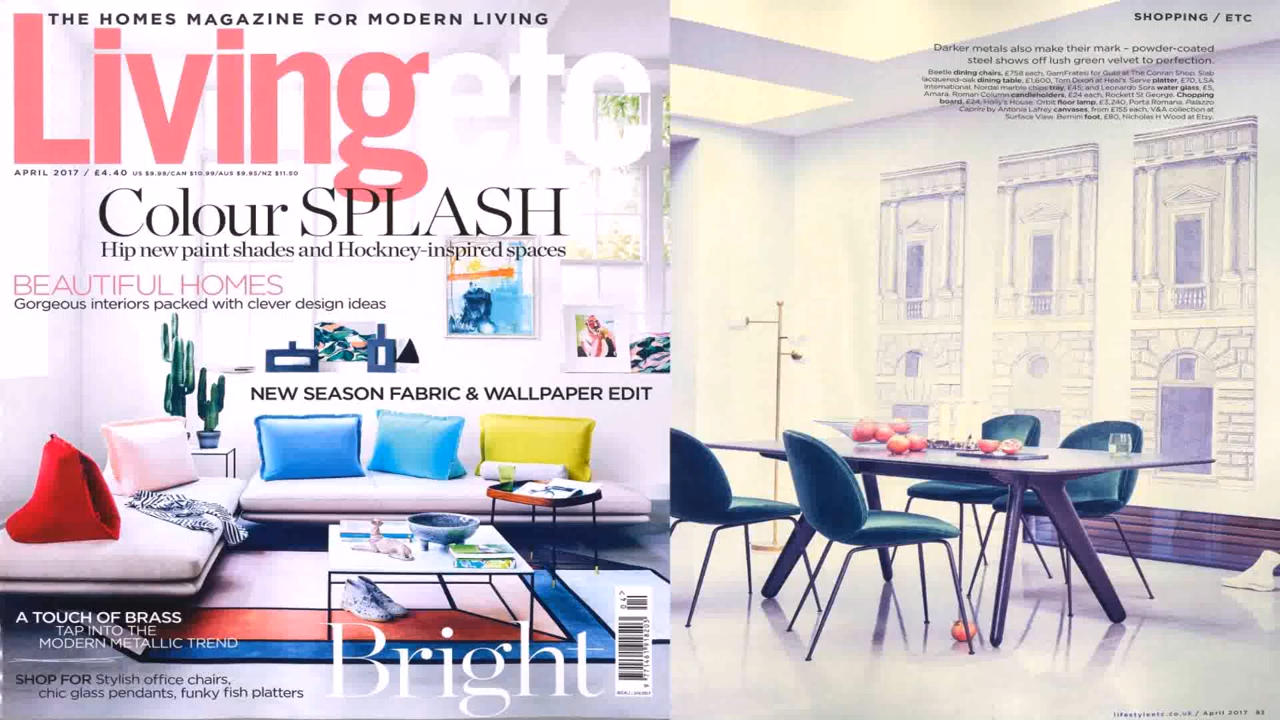 THE HOMES MAGAZINE FOR MODERN LIVING
Livingetc
APRIL 2017 / £4.40 US $9.99/CAN $10.99/AUS $9.95/NZ $11.50
Colour SPLASH
Hip new paint shades and Hockney-inspired spaces
BEAUTIFUL HOMES
Gorgeous interiors packed with clever design ideas
NEW SEASON FABRIC & WALLPAPER EDIT
A TOUCH OF BRASS
TAP INTO THE
MODERN METALLIC TREND
Bright
SHOP FOR Stylish office chairs,
chic glass pendants, funky fish platters
04
SHOPPING / ETC
Darker metals also make their mark – powder-coated
steel shows off lush green velvet to perfection.
Beetle dining chairs, £758 each, GamFratesi for Gubi at The Conran Shop. Slab
lacquered-oak dining table, £1,600, Tom Dixon at Heal's. Serve platter, £70, LSA
International. Nordal marble chips tray, £45; and Leonardo Sora water glass, £5,
Amara. Roman Column candleholders, £24 each, Rockett St George. Chopping
board, £24, Holly's House. Orbit floor lamp, £3,240, Porta Romana. Palazzo
Caprini by Antonio Lafrey canvases, from £155 each, V&A collection at
Surface View. Bernini foot, £80, Nicholas H Wood at Etsy.
lifestyleetc.co.uk / April 2017 83